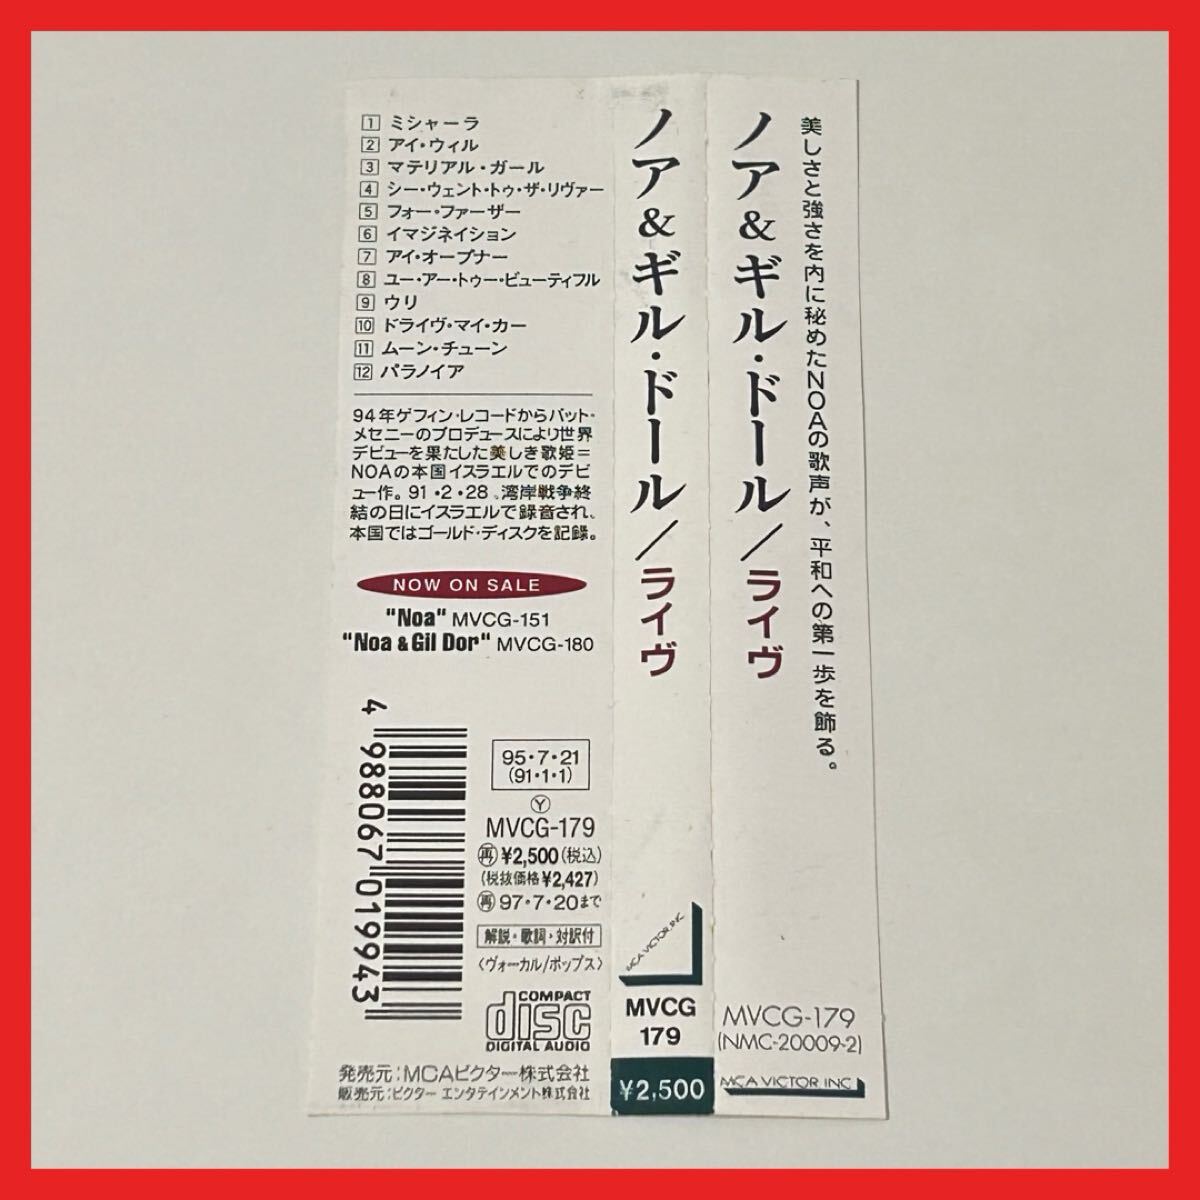 1 ミシャーラ
2 アイ・ウィル
3 マテリアル・ガール
4 シー・ウェント・トゥ・ザ・リヴァー
5 フォー・ファーザー
6 イマジネイション
7 アイ・オープナー
8 ユー・アー・トゥー・ビューティフル
9 ウリ
10 ドライヴ・マイ・カー
11 ムーン・チューン
12 パラノイア
94年ゲフィン・レコードからパット・
メセニーのプロデュースにより世界
デビューを果たした美しき歌姫=
NOAの本国イスラエルでのデビ
ュー作。91・2・28、湾岸戦争終
結の日にイスラエルで録音され、
本国ではゴールド・ディスクを記録。
NOW ON SALE
"Noa" MVCG-151
"Noa & Gil Dor" MVCG-180
4 988067 019943
95・7・21
(91・1・1)
Ⓨ
MVCG-179
再 ¥2,500 (税込)
(税抜価格¥2,427)
再 97・7・20まで
解説・歌詞・対訳付
〈ヴォーカル/ポップス〉
COMPACT
disc
DIGITAL AUDIO
発売元:MCAビクター株式会社
販売元:ビクター エンタテインメント株式会社
ノア&ギル・ドール/ライヴ
MCA VICTOR INC
MVCG
179
¥2,500
ノア&ギル・ドール/ライヴ
美しさと強さを内に秘めたNOAの歌声が、平和への第一歩を飾る。
MVCG-179
(NMC-20009-2)
MCA VICTOR INC